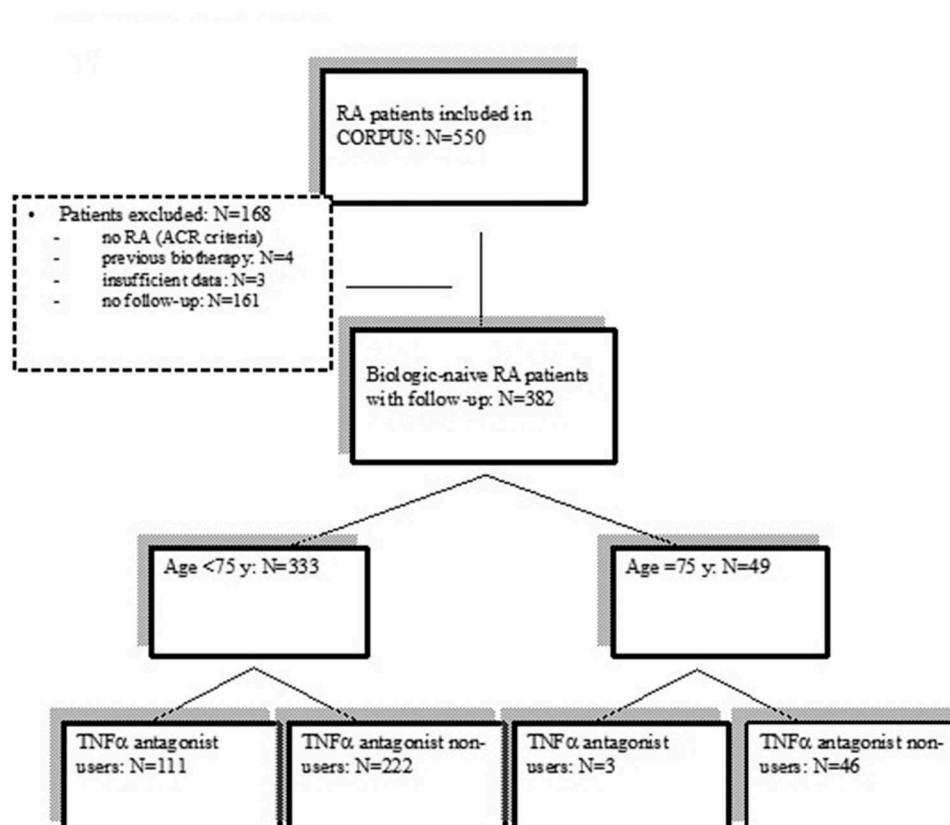 RA patients included in
CORPUS: N=550
• Patients excluded: N=168
- no RA (ACR criteria)
- previous biotherapy: N=4
- insufficient data: N=3
- no follow-up: N=161
Biologic-naive RA patients
with follow-up: N=382
Age <75 y: N=333
Age =75 y: N=49
TNFα antagonist
users: N=111
TNFα antagonist non-
users: N=222
TNFα antagonist
users: N=3
TNFα antagonist non-
users: N=46